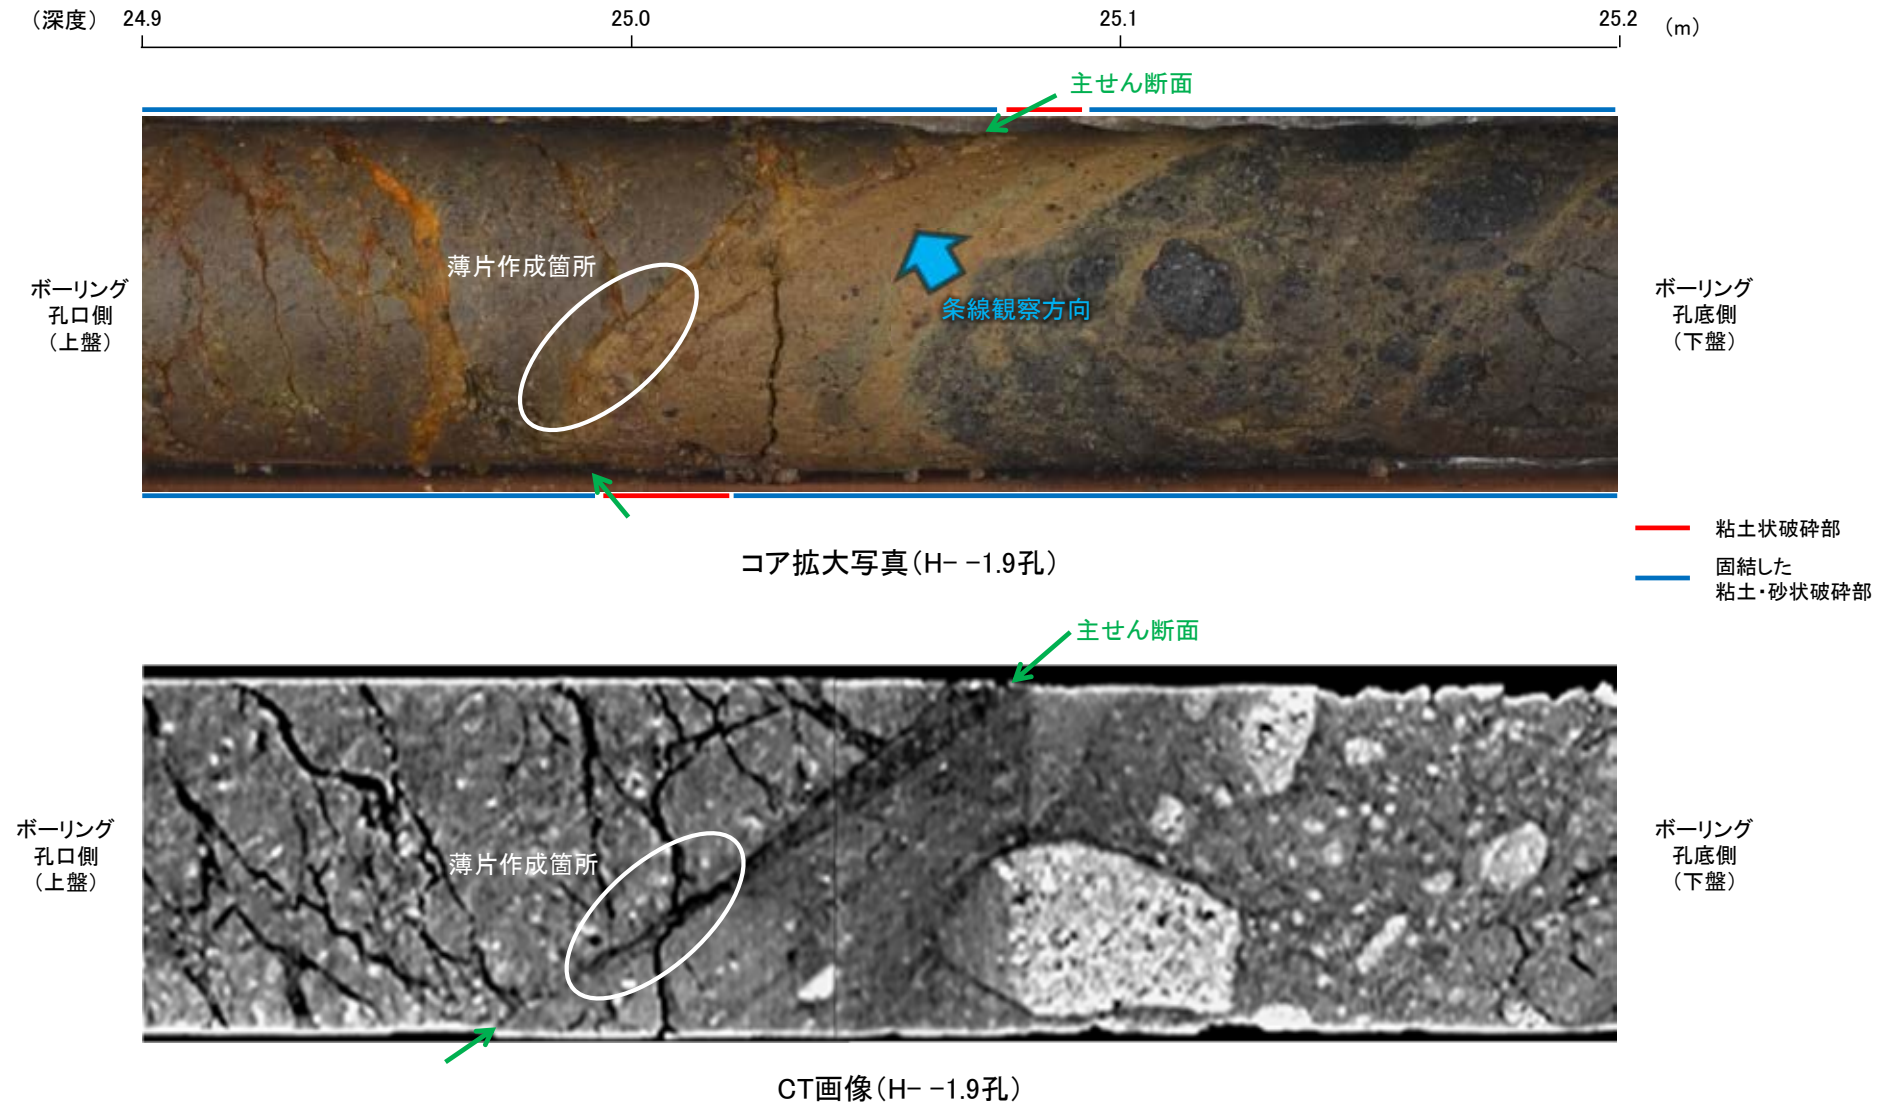 （深度） 24.9 25.0 25.1 25.2 (m)
主せん断面
薄片作成箇所
条線観察方向
ボーリング
孔口側
（上盤）
ボーリング
孔底側
（下盤）
コア拡大写真（H- -1.9孔）
粘土状破砕部
固結した
粘土・砂状破砕部
主せん断面
薄片作成箇所
ボーリング
孔口側
（上盤）
ボーリング
孔底側
（下盤）
CT画像（H- -1.9孔）